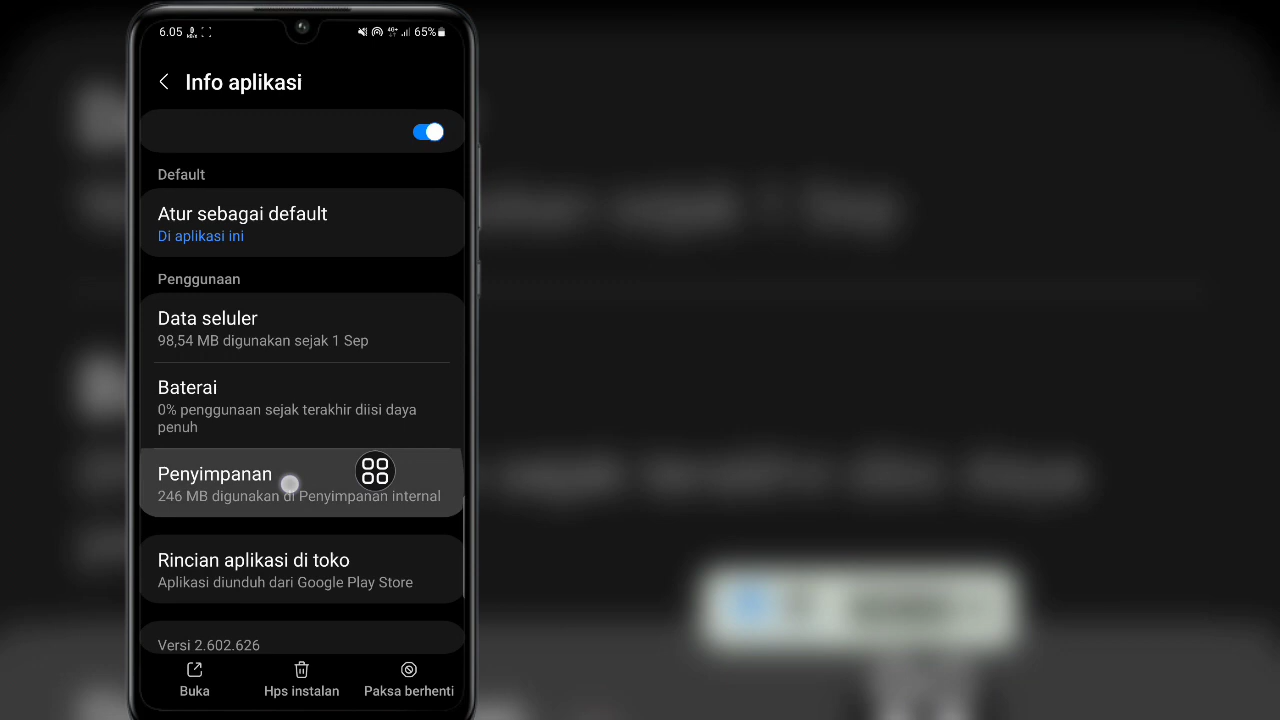 6.05
65%
Info aplikasi
Default
Atur sebagai default
Di aplikasi ini
Penggunaan
Data seluler
98,54 MB digunakan sejak 1 Sep
Baterai
0% penggunaan sejak terakhir diisi daya
penuh
Penyimpanan
246 MB digunakan di Penyimpanan internal
Rincian aplikasi di toko
Aplikasi diunduh dari Google Play Store
Versi 2.602.626
Buka
Hps instalan
Paksa berhenti